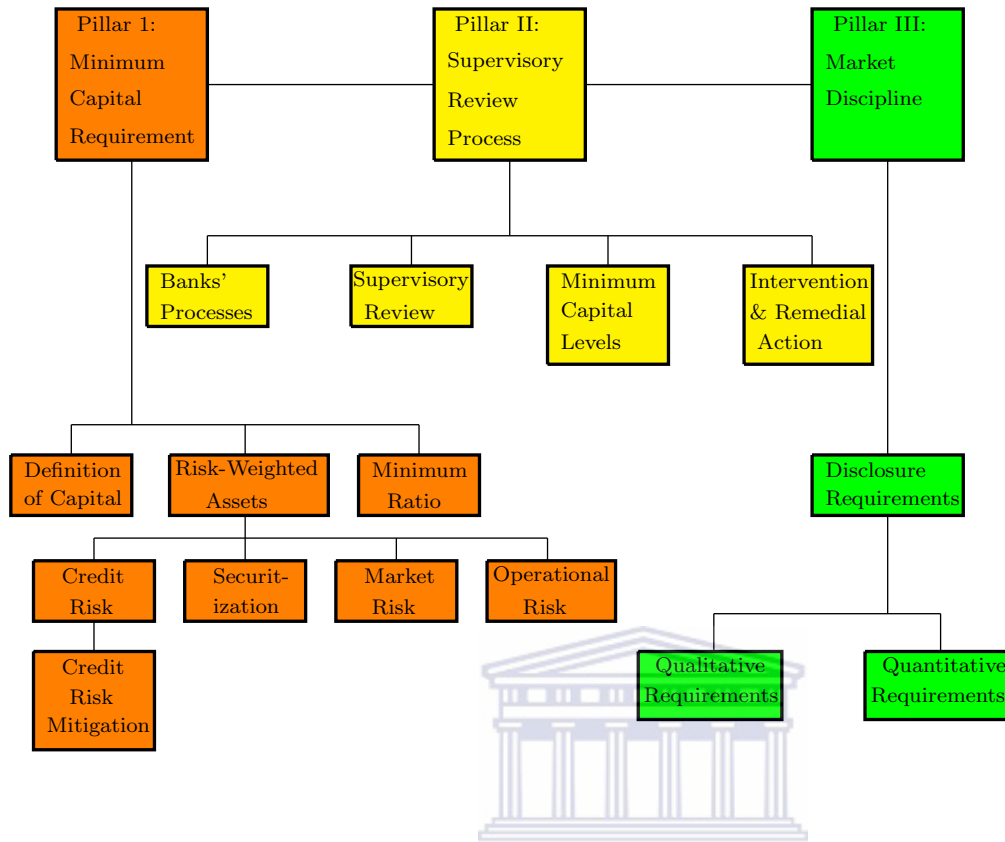 Pillar 1:
Minimum
Capital
Requirement
Pillar II:
Supervisory
Review
Process
Pillar III:
Market
Discipline
Banks'
Processes
Supervisory
Review
Minimum
Capital
Levels
Intervention
& Remedial
Action
Definition
of Capital
Risk-Weighted
Assets
Minimum
Ratio
Disclosure
Requirements
Credit
Risk
Securit-
ization
Market
Risk
Operational
Risk
Credit
Risk
Mitigation
Qualitative
Requirements
Quantitative
Requirements